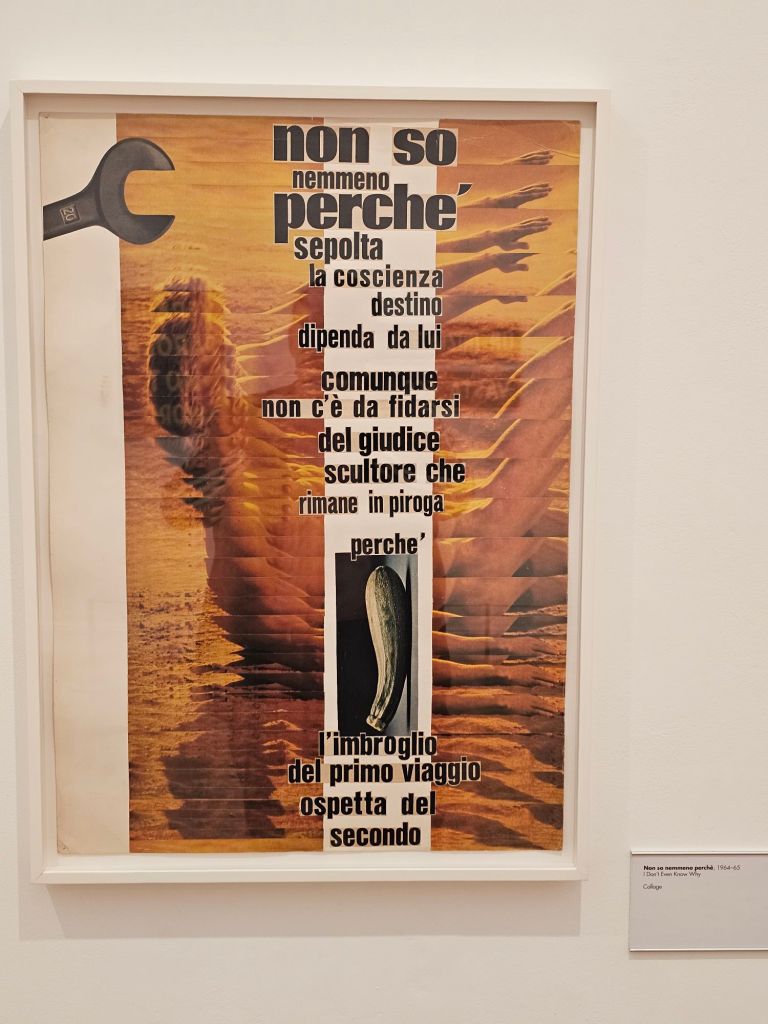 20
non so
nemmeno
perche'
sepolta
la coscienza
destino
dipenda da lui
comunque
non c'è da fidarsi
del giudice
scultore che
rimane in piroga
perche'
l'imbroglio
del primo viaggio
ospetta del
secondo
Non so nemmeno perchè, 1964–65
I Don't Even Know Why
Collage